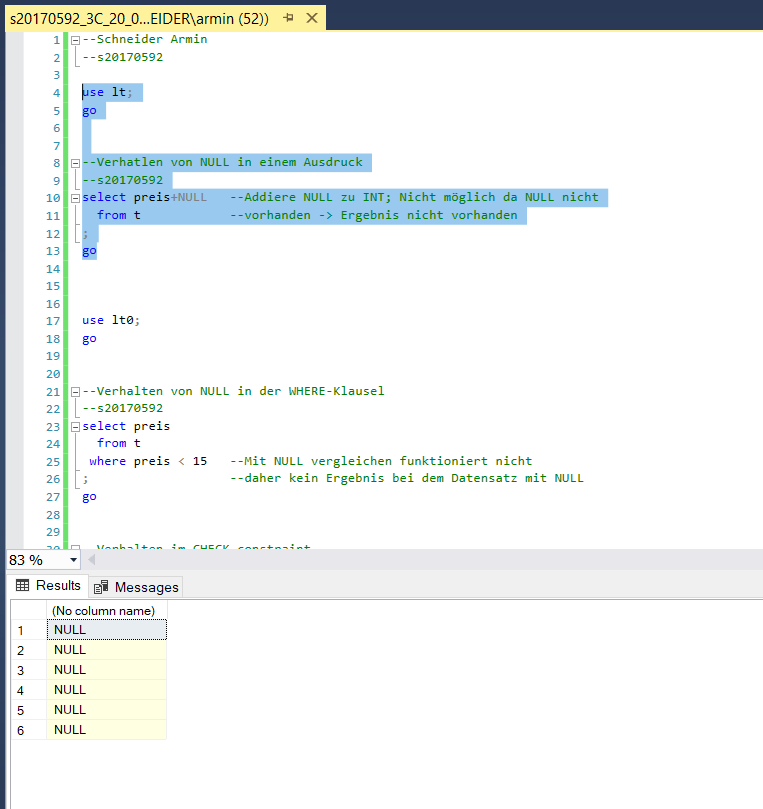 s20170592_3C_20_0...EIDER\armin (52))
1 --Schneider Armin
2 --s20170592
3
4 use lt;
5 go
6
7
8 --Verhatlen von NULL in einem Ausdruck
9 --s20170592
10 select preis+NULL --Addiere NULL zu INT; Nicht möglich da NULL nicht
11 from t --vorhanden -> Ergebnis nicht vorhanden
12 ;
13 go
14
15
16
17 use lt0;
18 go
19
20
21 --Verhalten von NULL in der WHERE-Klausel
22 --s20170592
23 select preis
24 from t
25 where preis < 15 --Mit NULL vergleichen funktioniert nicht
26 ; --daher kein Ergebnis bei dem Datensatz mit NULL
27 go
28
29
30 --Verhalten im CHECK constraint
83 %
Results Messages
(No column name)
1 NULL
2 NULL
3 NULL
4 NULL
5 NULL
6 NULL